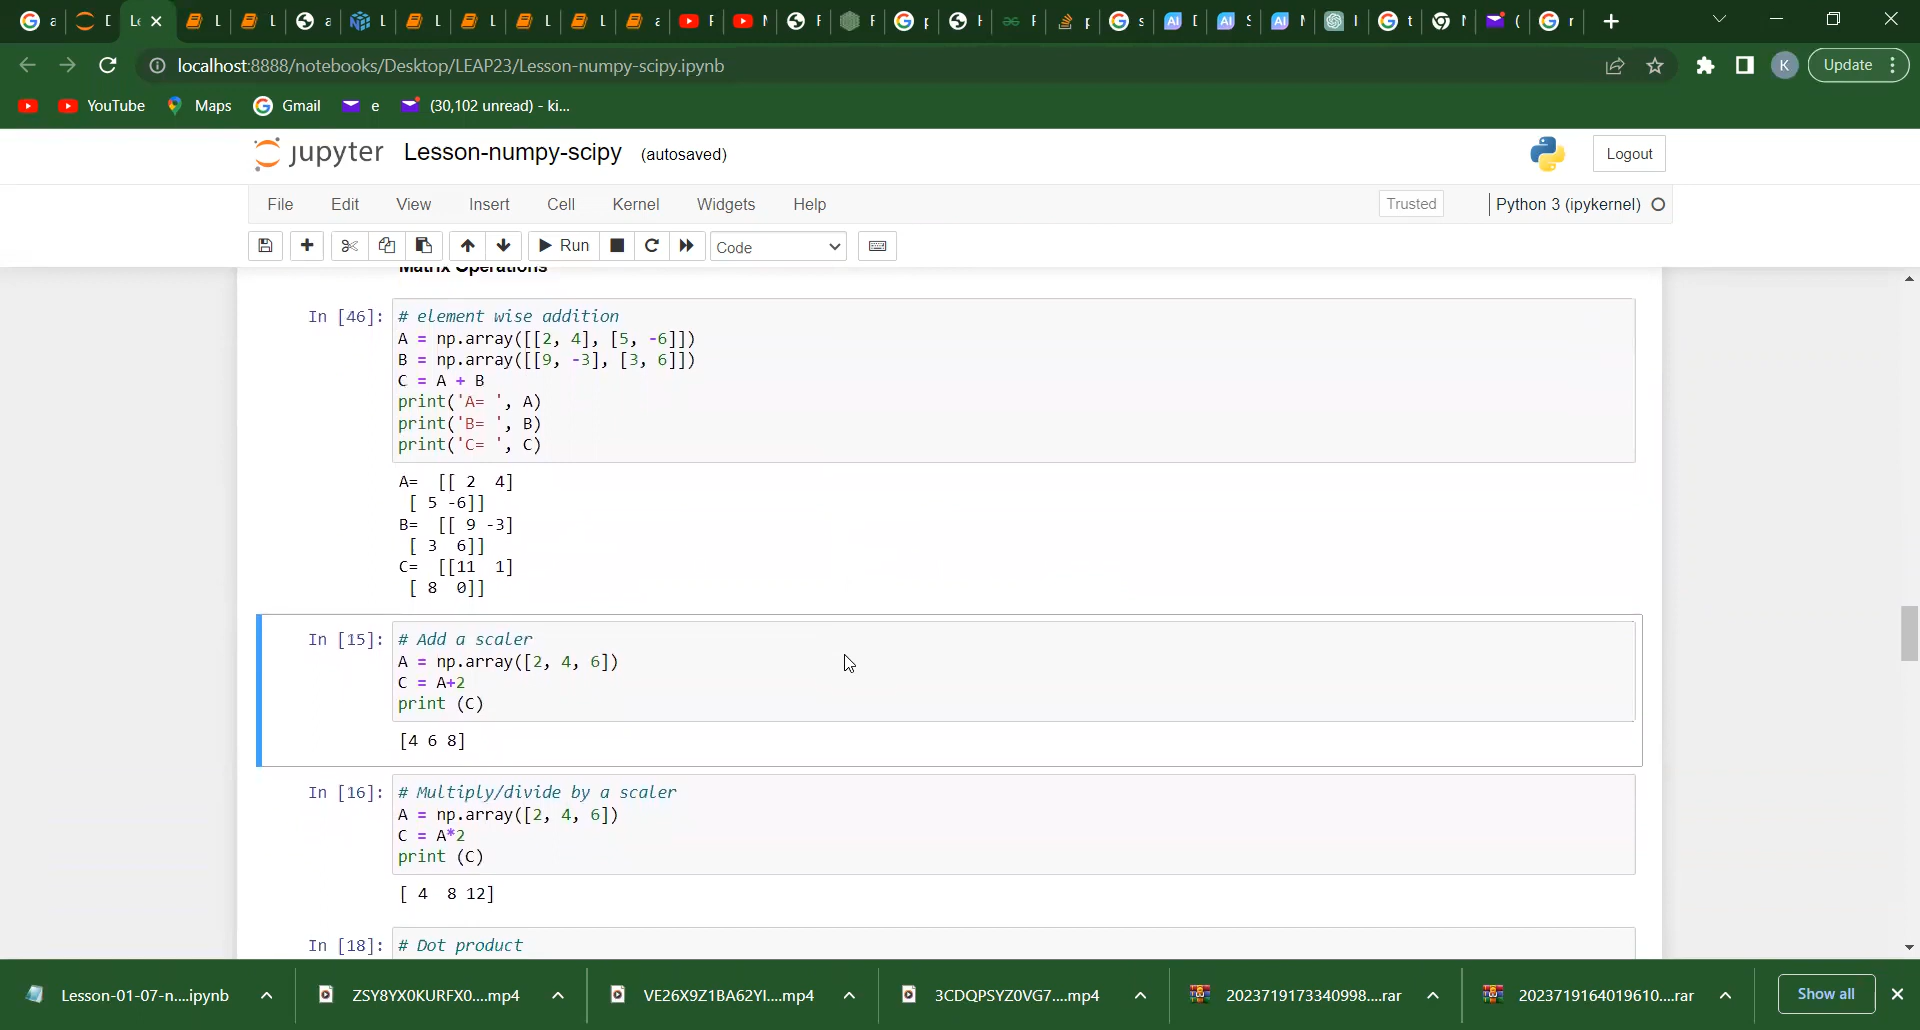 localhost:8888/notebooks/Desktop/LEAP23/Lesson-numpy-scipy.ipynb
K
Update
YouTube
Maps
Gmail
e
(30,102 unread) - ki...
jupyter
Lesson-numpy-scipy
(autosaved)
Logout
File
Edit
View
Insert
Cell
Kernel
Widgets
Help
Trusted
Python 3 (ipykernel)
Run
Code
Matrix Operations
In [46]:
# element wise addition
A = np.array([[2, 4], [5, -6]])
B = np.array([[9, -3], [3, 6]])
C = A + B
print('A= ', A)
print('B= ', B)
print('C= ', C)
A=  [[ 2  4]
[ 5 -6]]
B=  [[ 9 -3]
[ 3  6]]
C=  [[11  1]
[ 8  0]]
In [15]:
# Add a scaler
A = np.array([2, 4, 6])
C = A+2
print (C)
[4 6 8]
In [16]:
# Multiply/divide by a scaler
A = np.array([2, 4, 6])
C = A*2
print (C)
[ 4  8 12]
In [18]:
# Dot product
Lesson-01-07-n....ipynb
ZSY8YX0KURFX0....mp4
VE26X9Z1BA62YI....mp4
3CDQPSYZ0VG7....mp4
2023719173340998....rar
2023719164019610....rar
Show all